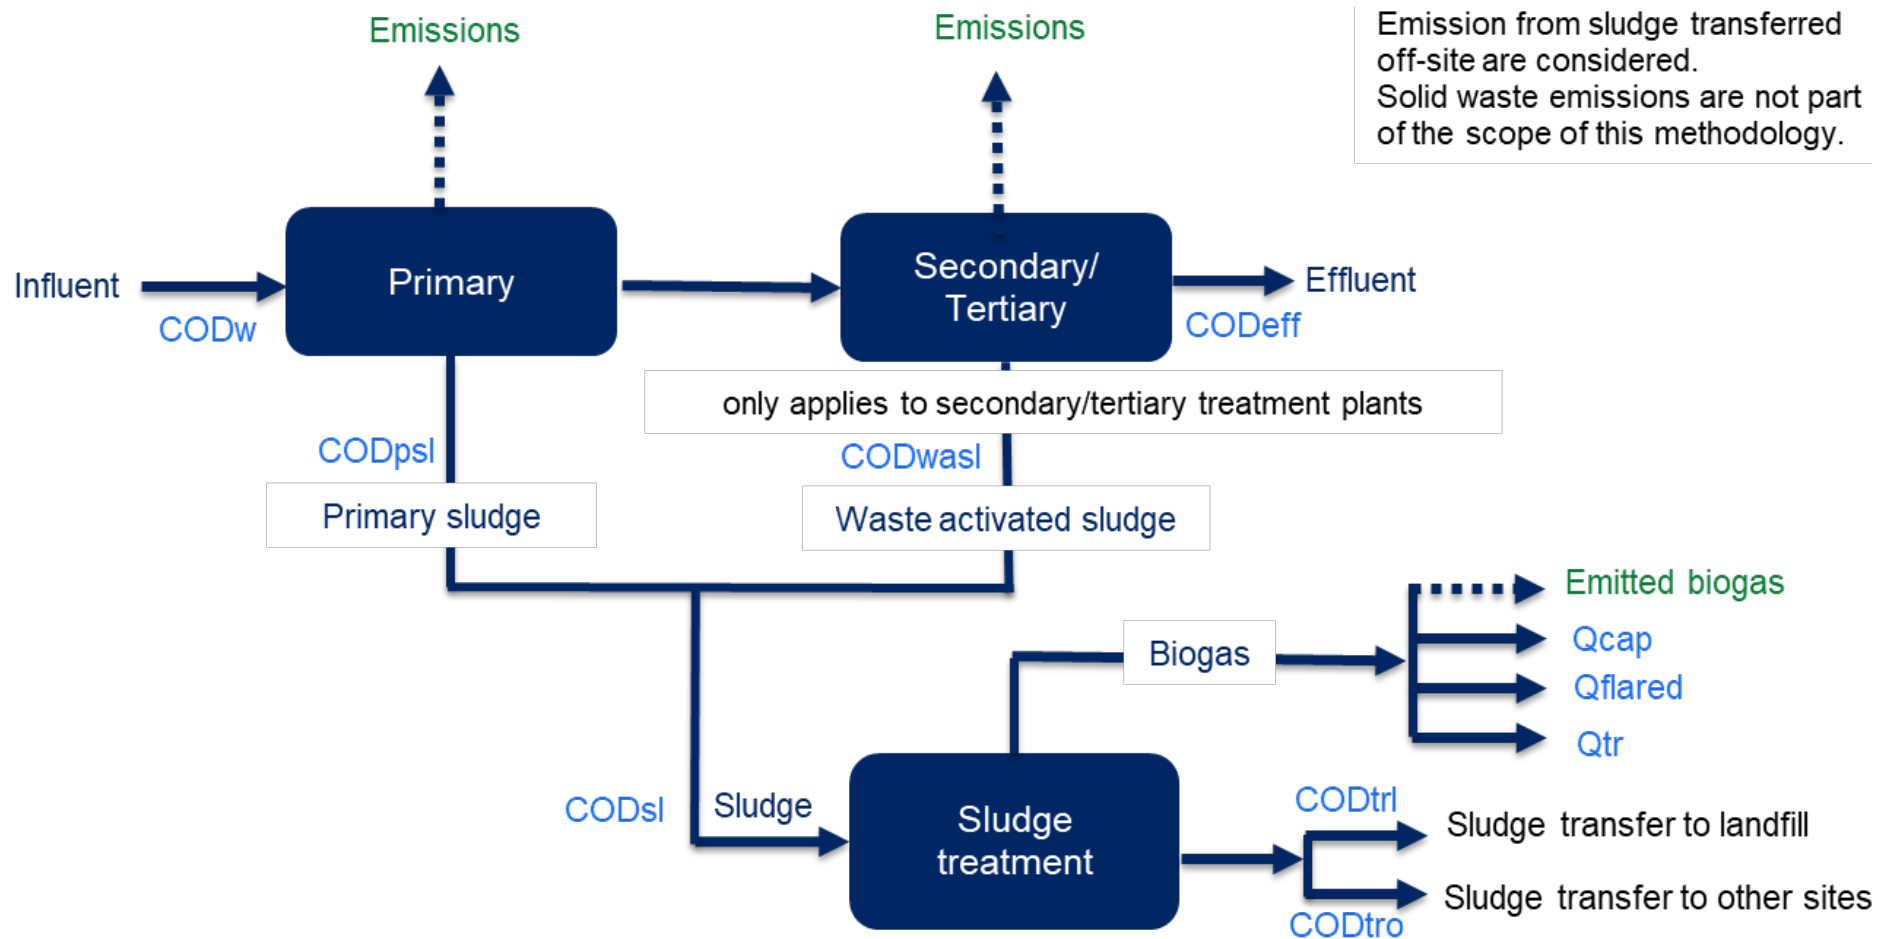 Emissions
Emissions
Emission from sludge transferred
off-site are considered.
Solid waste emissions are not part
of the scope of this methodology.
Influent
CODw
Primary
Secondary/
Tertiary
Effluent
CODeff
only applies to secondary/tertiary treatment plants
CODpsl
CODwasl
Primary sludge
Waste activated sludge
Emitted biogas
Biogas
Qcap
Qflared
Qtr
CODsl
Sludge
Sludge
treatment
CODtrl
Sludge transfer to landfill
Sludge transfer to other sites
CODtro